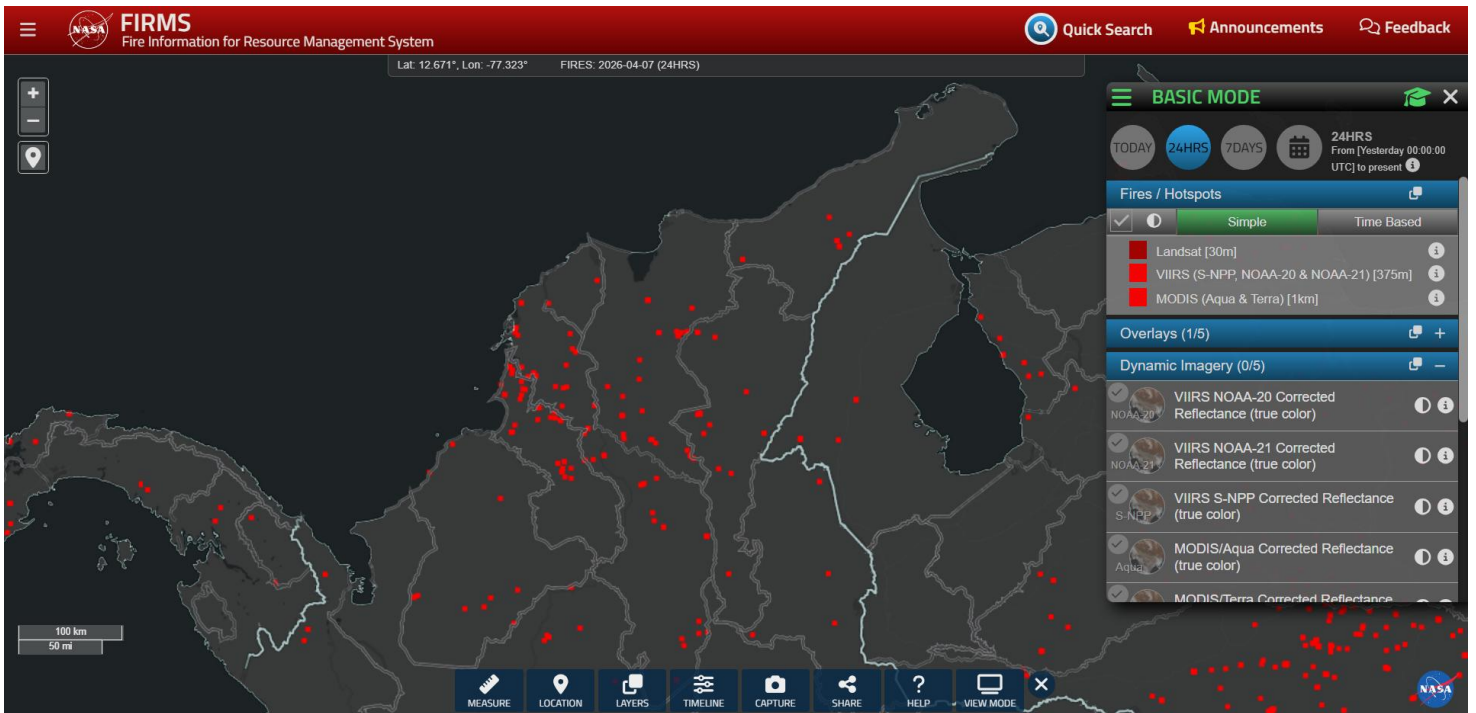 NASA
FIRMS
Fire Information for Resource Management System
Quick Search
Announcements
Feedback
Lat: 12.671°, Lon: -77.323°
FIRES: 2026-04-07 (24HRS)
+
−
BASIC MODE
TODAY
24HRS
7DAYS
24HRS
From [Yesterday 00:00:00
UTC] to present
Fires / Hotspots
Simple
Time Based
Landsat [30m]
VIIRS (S-NPP, NOAA-20 & NOAA-21) [375m]
MODIS (Aqua & Terra) [1km]
Overlays (1/5)
Dynamic Imagery (0/5)
NOAA-20
VIIRS NOAA-20 Corrected
Reflectance (true color)
NOAA-21
VIIRS NOAA-21 Corrected
Reflectance (true color)
S-NPP
VIIRS S-NPP Corrected Reflectance
(true color)
Aqua
MODIS/Aqua Corrected Reflectance
(true color)
MODIS/Terra Corrected Reflectance
100 km
50 mi
MEASURE
LOCATION
LAYERS
TIMELINE
CAPTURE
SHARE
HELP
VIEW MODE
NASA